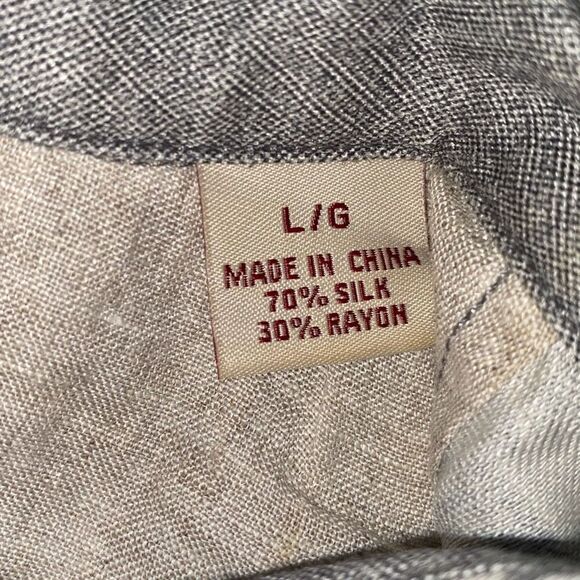 L/G
MADE IN CHINA
70% SILK
30% RAYON